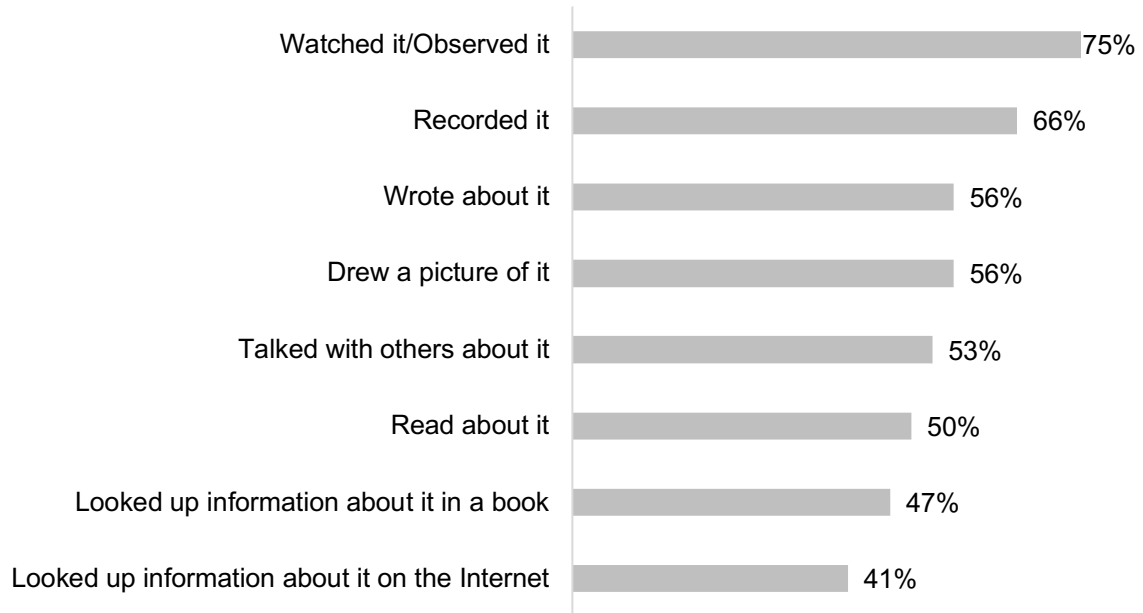 Watched it/Observed it 75%
Recorded it 66%
Wrote about it 56%
Drew a picture of it 56%
Talked with others about it 53%
Read about it 50%
Looked up information about it in a book 47%
Looked up information about it on the Internet 41%